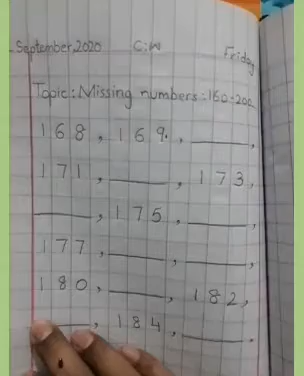 September,2020 C:W Friday
Topic: Missing numbers: 160-200
168, 169, ____,
171, ____, 173,
____, 175, ____,
177, ____, ____,
180, ____, 182,
____, 184, ____.